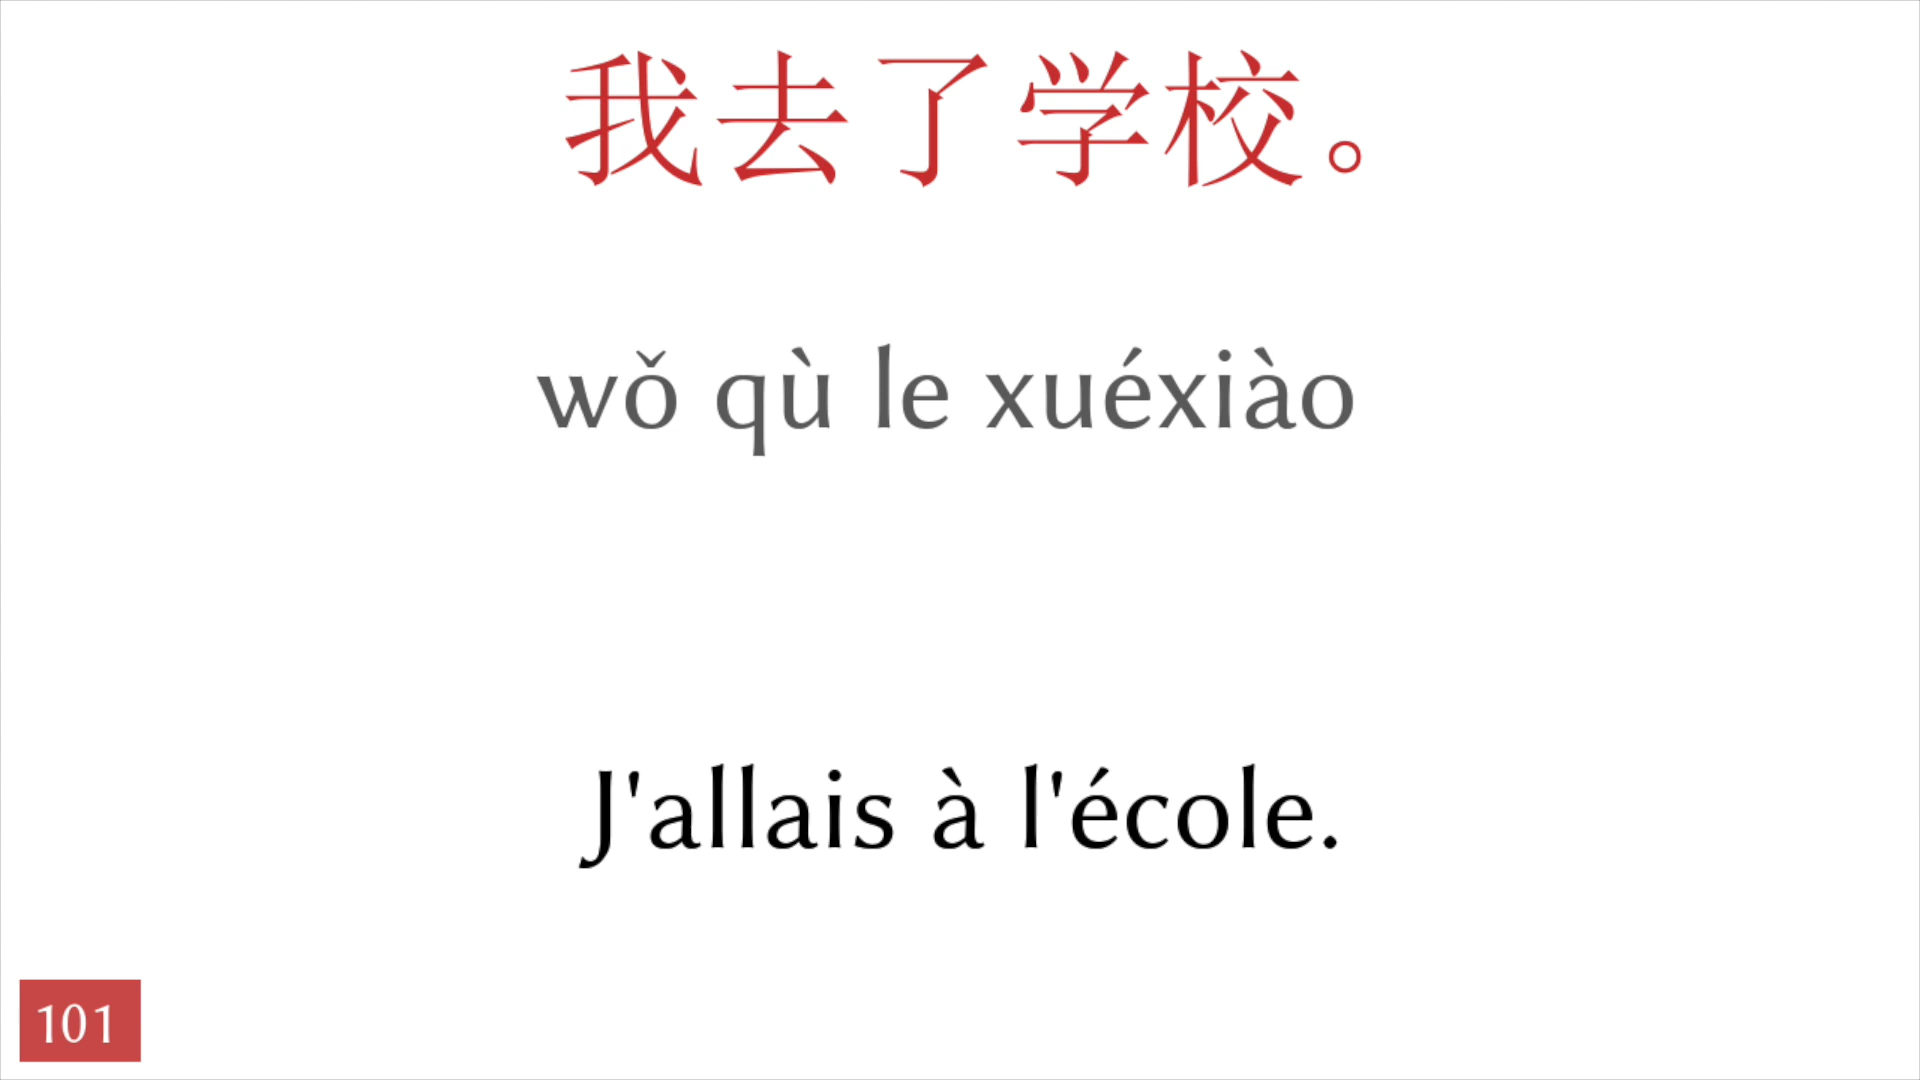 我去了学校。
wǒ qù le xuéxiào
J'allais à l'école.
101